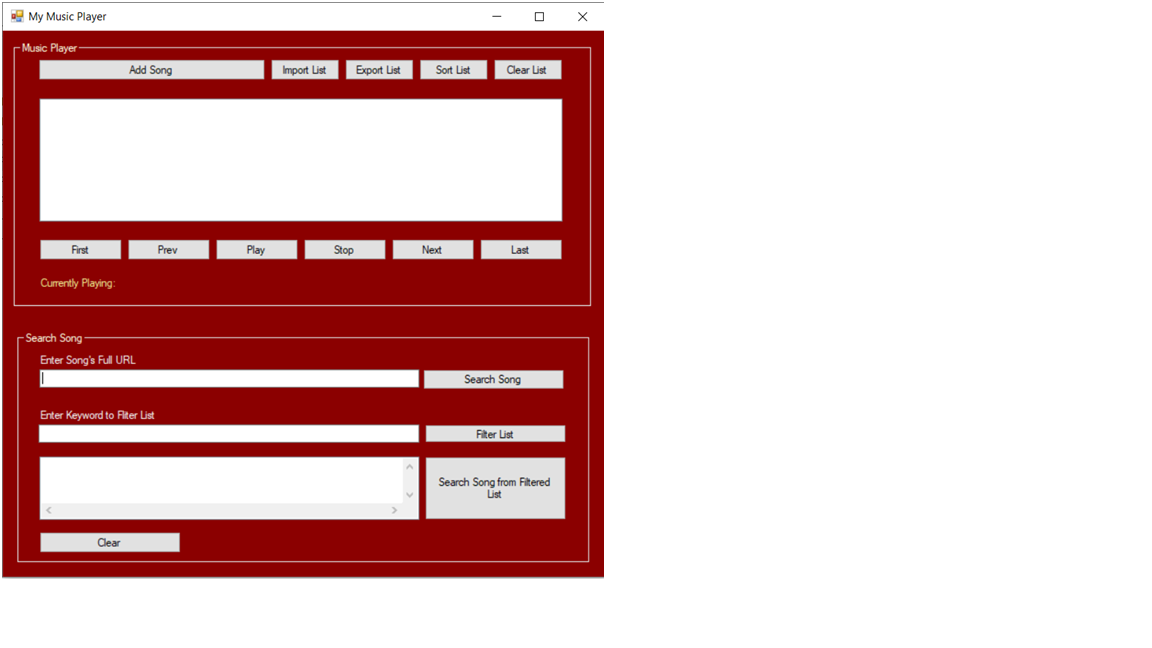 My Music Player
Music Player
Add Song Import List Export List Sort List Clear List
First Prev Play Stop Next Last
Currently Playing:
Search Song
Enter Song's Full URL
Search Song
Enter Keyword to Fliter List
Filter List
Search Song from Filtered
List
Clear